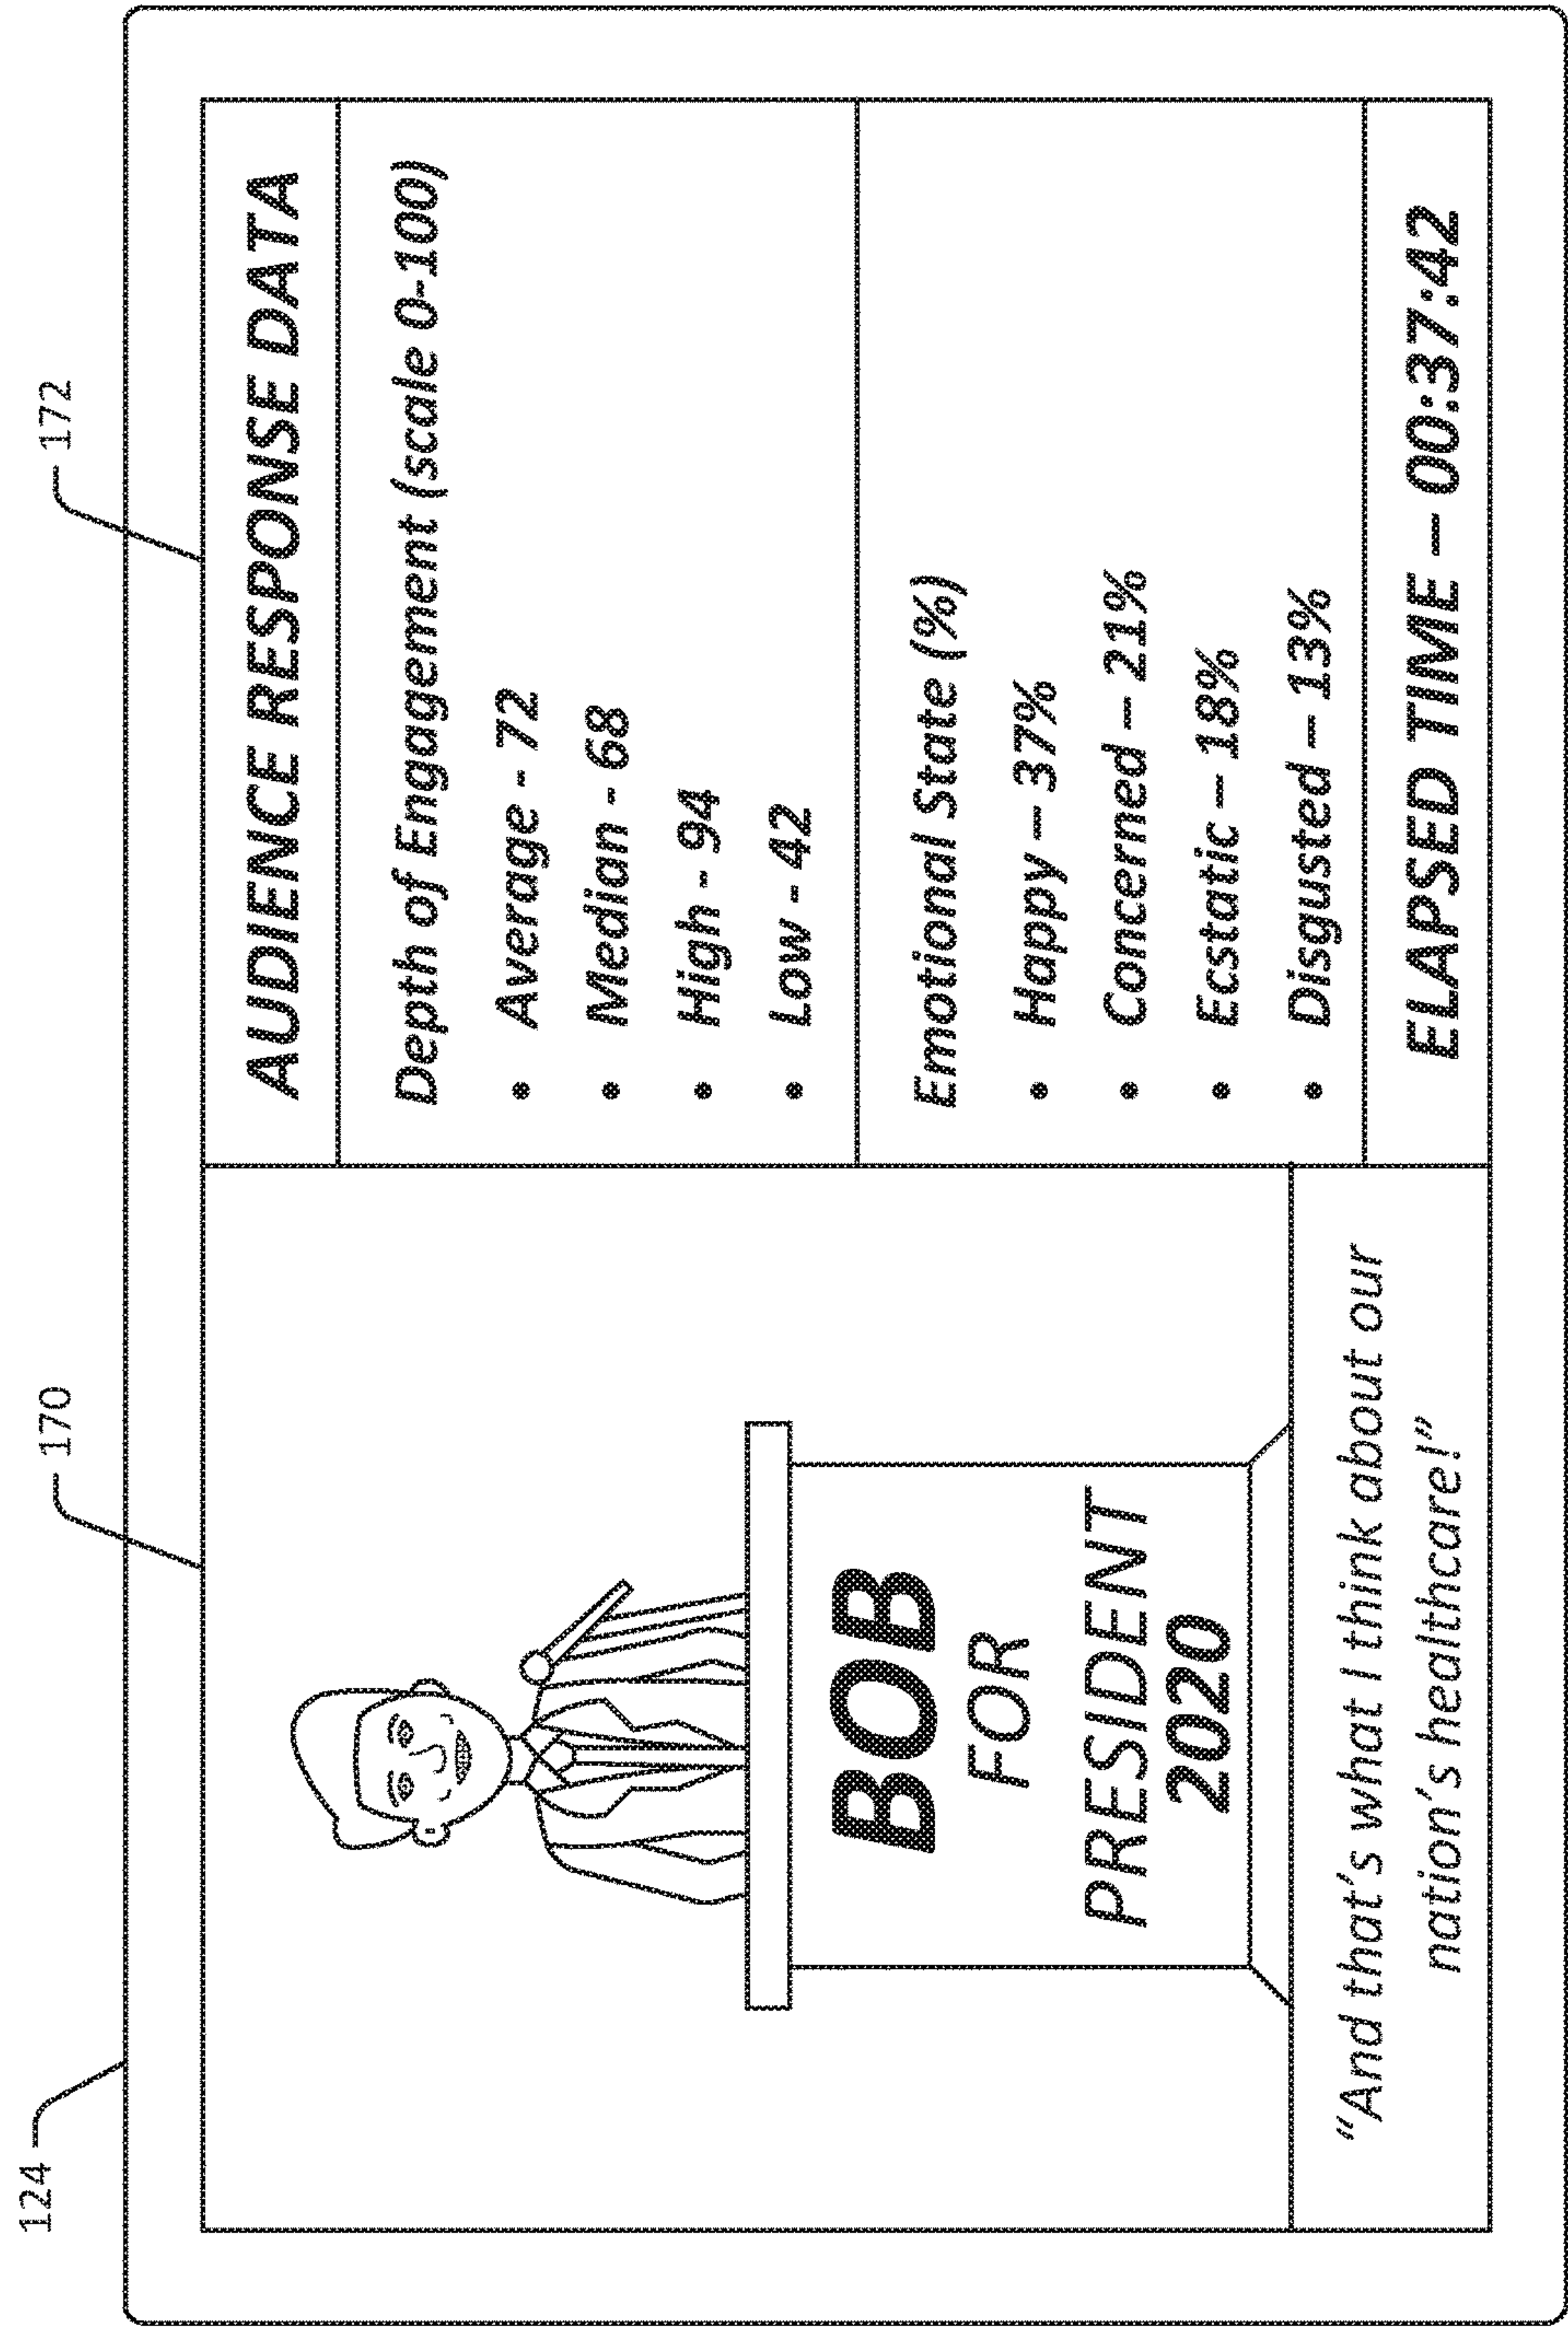 124
170
172
BOB
FOR
PRESIDENT
2020
“And that’s what I think about our
nation’s healthcare!”
AUDIENCE RESPONSE DATA
Depth of Engagement (scale 0-100)
• Average - 72
• Median - 68
• High - 94
• Low - 42
Emotional State (%)
• Happy – 37%
• Concerned – 21%
• Ecstatic – 18%
• Disgusted – 13%
ELAPSED TIME – 00:37:42